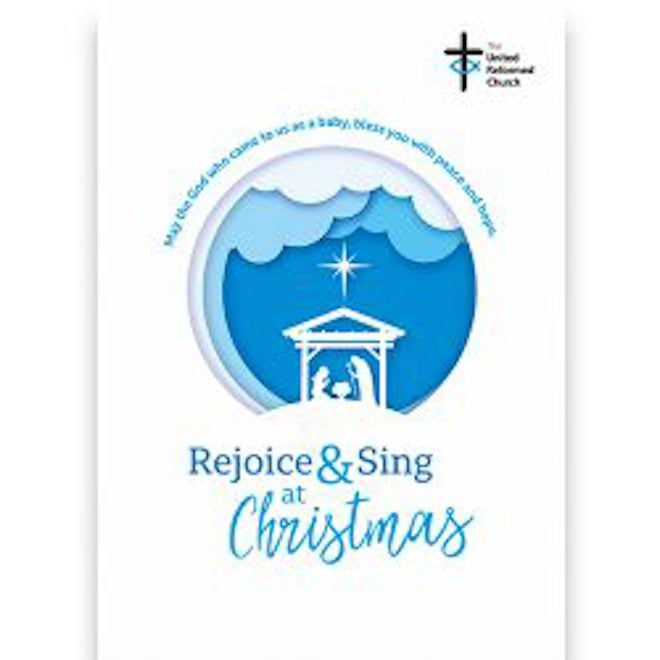 The
United
Reformed
Church
May the God who came to us as a baby, bless you with peace and hope.
Rejoice & Sing
at
Christmas